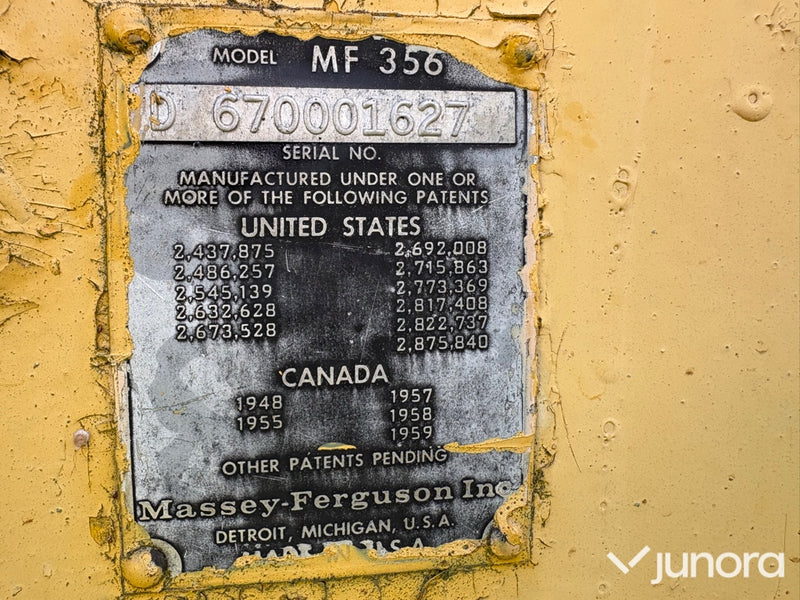 MODEL MF 356
D 670001627
SERIAL NO.
MANUFACTURED UNDER ONE OR
MORE OF THE FOLLOWING PATENTS
UNITED STATES
2,437,875 2,692,008
2,486,257 2,715,863
2,545,139 2,773,369
2,632,628 2,817,408
2,673,528 2,822,737
2,875,840
CANADA
1948 1957
1955 1958
1959
OTHER PATENTS PENDING
Massey-Ferguson Inc
DETROIT, MICHIGAN, U.S.A.
junora